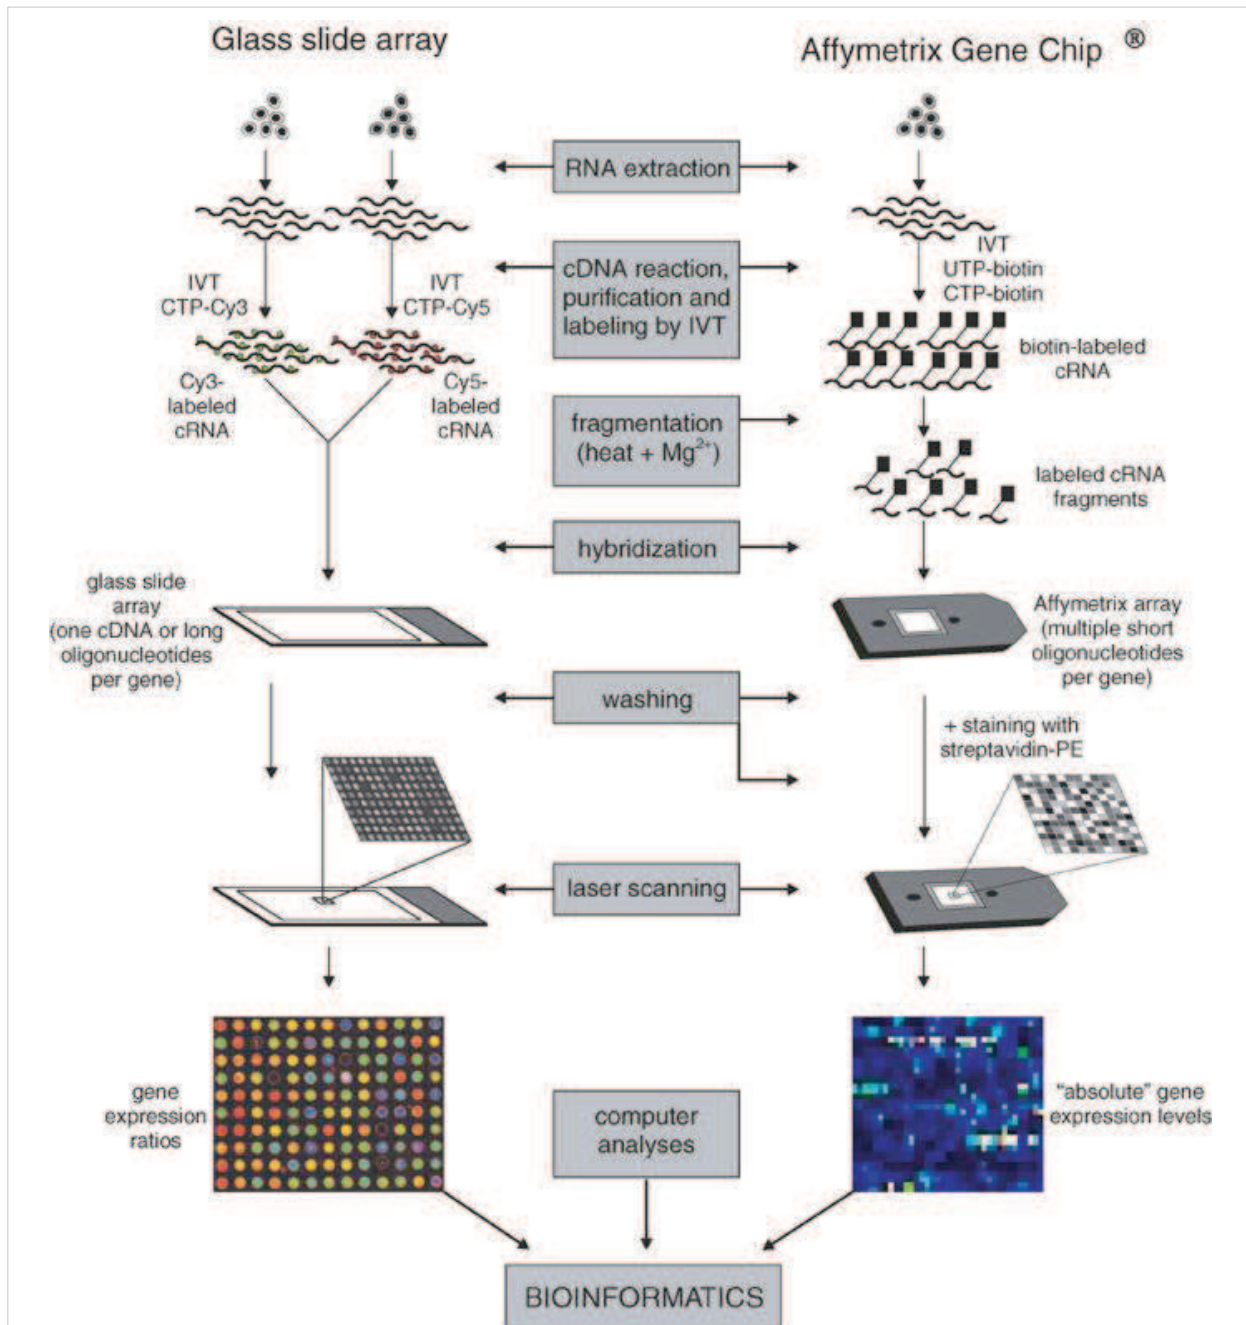 Glass slide array
Affymetrix Gene Chip ®
RNA extraction
IVT
CTP-Cy3
IVT
CTP-Cy5
cDNA reaction,
purification and
labeling by IVT
IVT
UTP-biotin
CTP-biotin
biotin-labeled
cRNA
Cy3-
labeled
cRNA
Cy5-
labeled
cRNA
fragmentation
(heat + Mg²⁺)
labeled cRNA
fragments
hybridization
glass slide
array
(one cDNA or long
oligonucleotides
per gene)
Affymetrix array
(multiple short
oligonucleotides
per gene)
washing
+ staining with
streptavidin-PE
laser scanning
gene
expression
ratios
computer
analyses
"absolute" gene
expression levels
BIOINFORMATICS